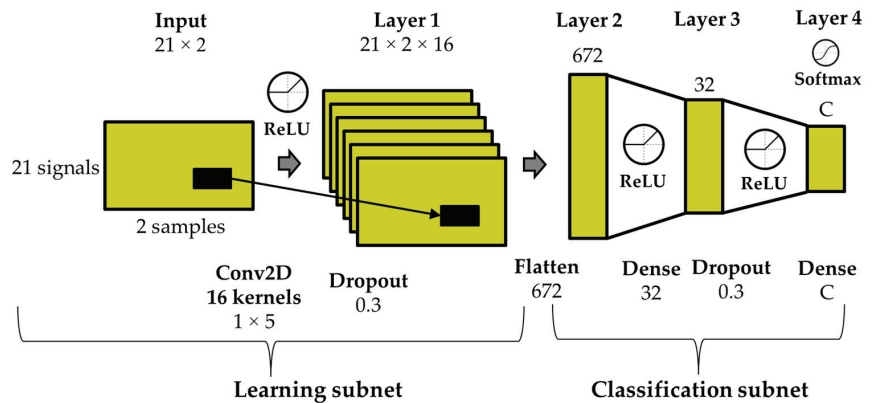 Input
21 × 2
Layer 1
21 × 2 × 16
Layer 2
Layer 3
Layer 4
Softmax
ReLU
672
32
C
21 signals
2 samples
ReLU
ReLU
Conv2D
16 kernels
1 × 5
Dropout
0.3
Flatten
672
Dense
32
Dropout
0.3
Dense
C
Learning subnet
Classification subnet